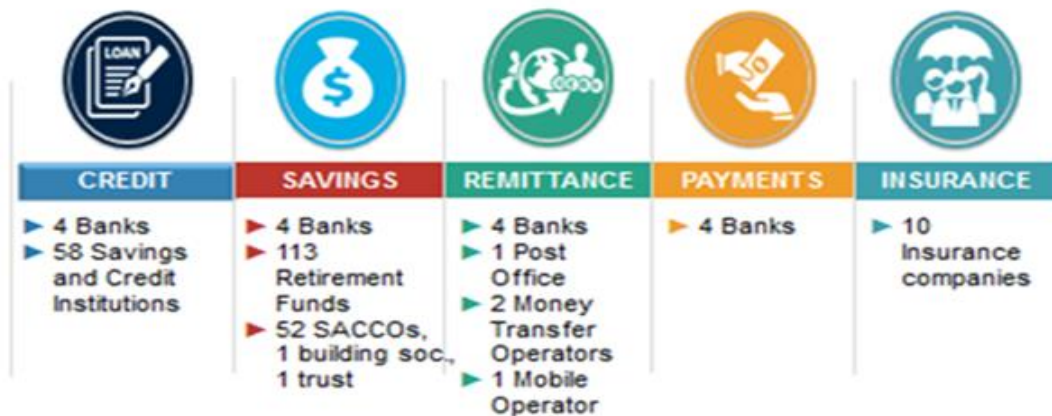 LOAN
$
CREDIT
► 4 Banks
► 58 Savings
and Credit
Institutions
SAVINGS
► 4 Banks
► 113
Retirement
Funds
► 52 SACCOs,
1 building soc.,
1 trust
REMITTANCE
► 4 Banks
► 1 Post
Office
► 2 Money
Transfer
Operators
► 1 Mobile
Operator
PAYMENTS
► 4 Banks
INSURANCE
► 10
Insurance
companies